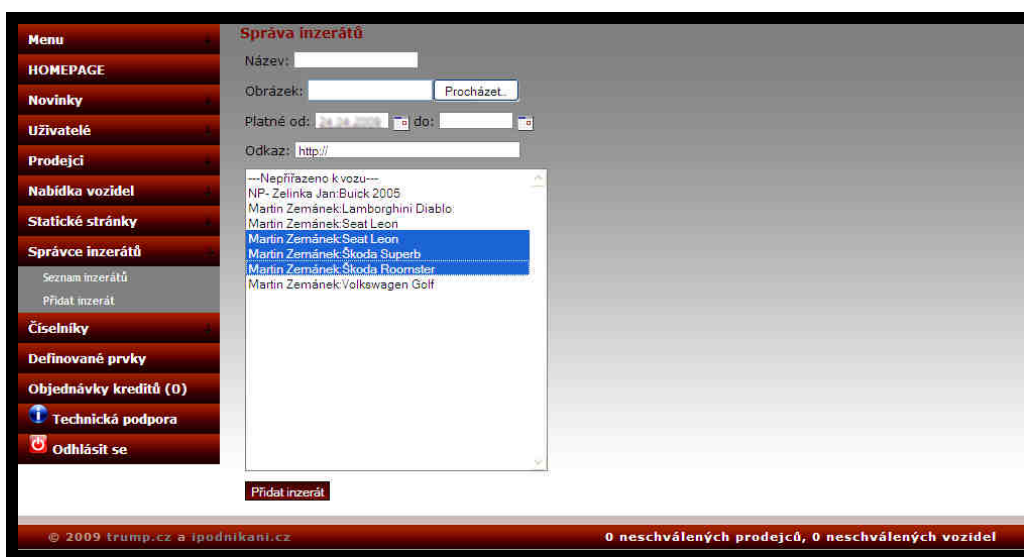 Menu
HOMEPAGE
Novinky
Uživatelé
Prodejci
Nabídka vozidel
Statické stránky
Správce inzerátů
Seznam inzerátů
Přidat inzerát
Číselníky
Definované prvky
Objednávky kreditů (0)
Technická podpora
Odhlásit se
Správa inzerátů
Název:
Obrázek: Procházet..
Platné od: do:
Odkaz: http://
---Nepřiřazeno k vozu---
NP- Zelinka Jan:Buick 2005
Martin Zemánek:Lamborghini Diablo
Martin Zemánek:Seat Leon
Martin Zemánek:Seat Leon
Martin Zemánek:Škoda Superb
Martin Zemánek:Škoda Roomster
Martin Zemánek:Volkswagen Golf
Přidat inzerát
© 2009 trump.cz a ipodnikani.cz
0 neschválených prodejců, 0 neschválených vozidel